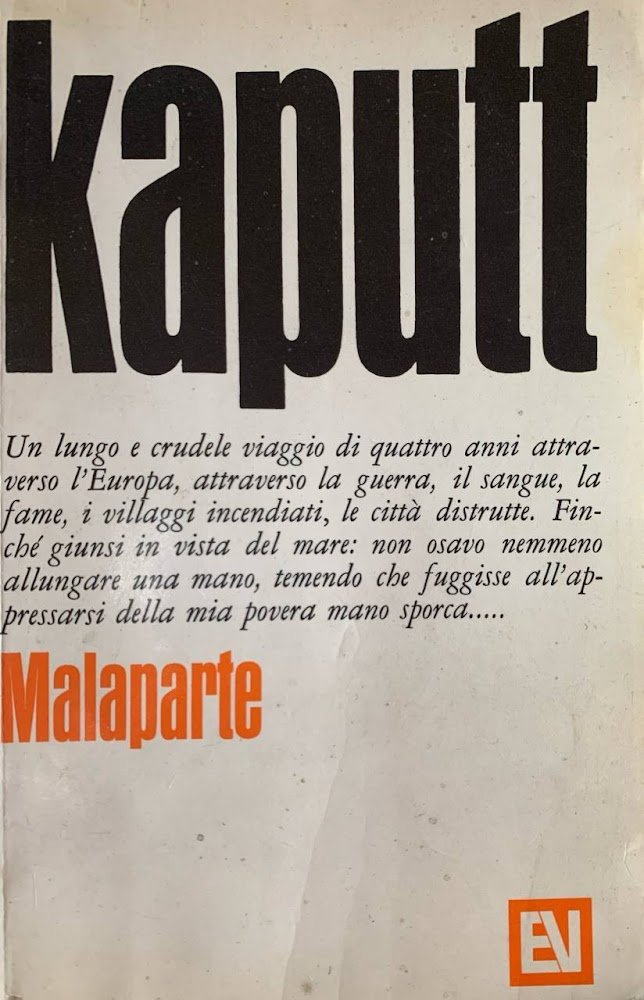 kaputt
Un lungo e crudele viaggio di quattro anni attra-
verso l'Europa, attraverso la guerra, il sangue, la
fame, i villaggi incendiati, le città distrutte. Fin-
ché giunsi in vista del mare: non osavo nemmeno
allungare una mano, temendo che fuggisse all'ap-
pressarsi della mia povera mano sporca.....
Malaparte
EV